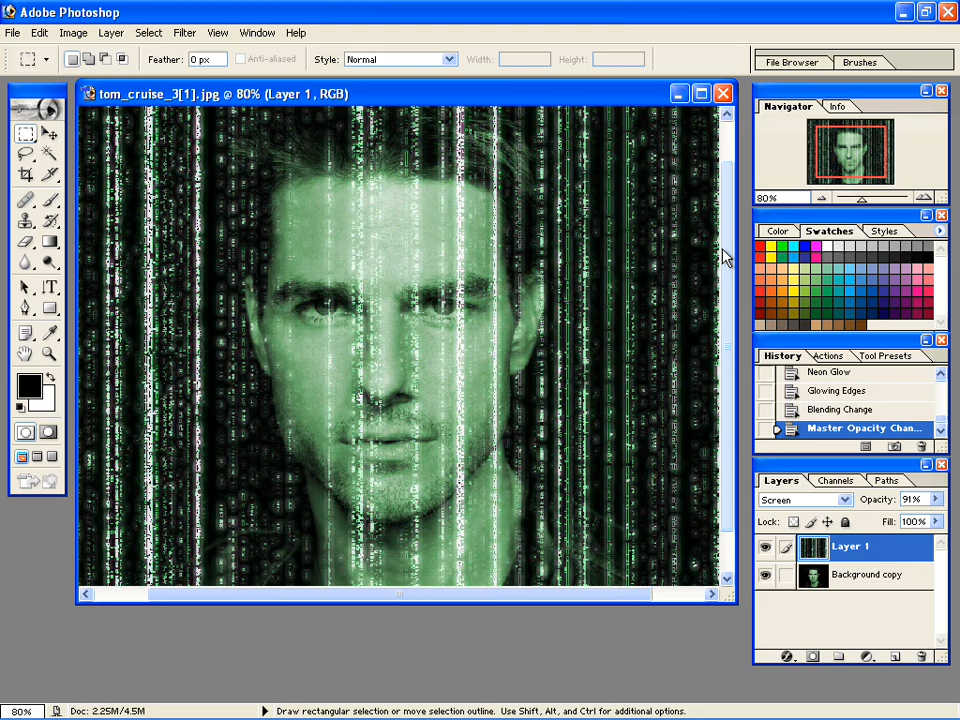 Adobe Photoshop
File Edit Image Layer Select Filter View Window Help
Feather: 0 px Anti-aliased Style: Normal Width: Height: File Browser Brushes
tom_cruise_3[1].jpg @ 80% (Layer 1, RGB)
Navigator Info
80%
Color Swatches Styles
History Actions Tool Presets
Neon Glow
Glowing Edges
Blending Change
Master Opacity Chan...
Layers Channels Paths
Screen Opacity: 91%
Lock: Fill: 100%
Layer 1
Background copy
80% Doc: 2.25M/4.5M Draw rectangular selection or move selection outline. Use Shift, Alt, and Ctrl for additional options.